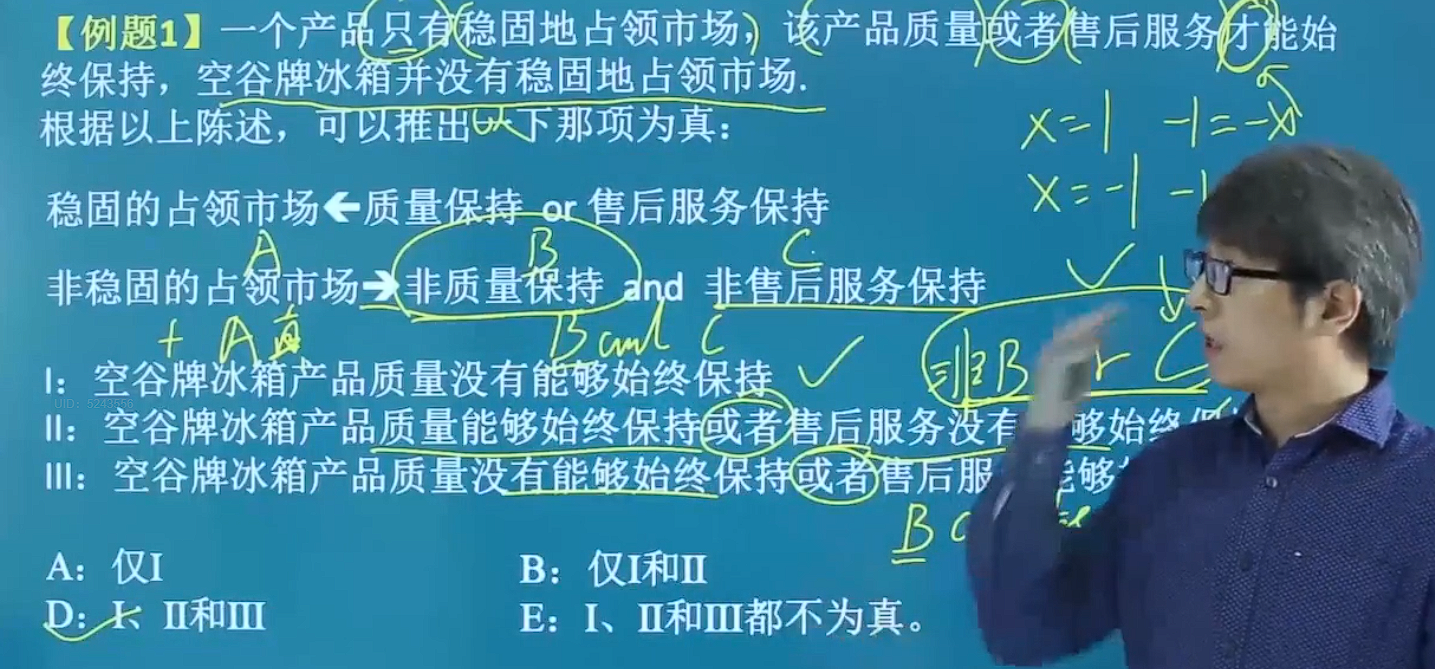 【例题1】一个产品只有(稳固地占领市场)该产品质量或者售后服务才能始
终保持，空谷牌冰箱并没有稳固地占领市场.
根据以上陈述，可以推出以下那项为真：
x=1 -1=-x
x=-1 -1
稳固的占领市场←质量保持 or 售后服务保持
A B C
非稳固的占领市场→非质量保持 and 非售后服务保持
+ A真 B and C
非B r C
I：空谷牌冰箱产品质量没有能够始终保持
UID：5243556
II：空谷牌冰箱产品质量能够始终保持或者售后服务没有 够始终保
III：空谷牌冰箱产品质量没有能够始终保持或者售后服 能够
B
A：仅I B：仅I和II
D：I、II和III E：I、II和III都不为真。